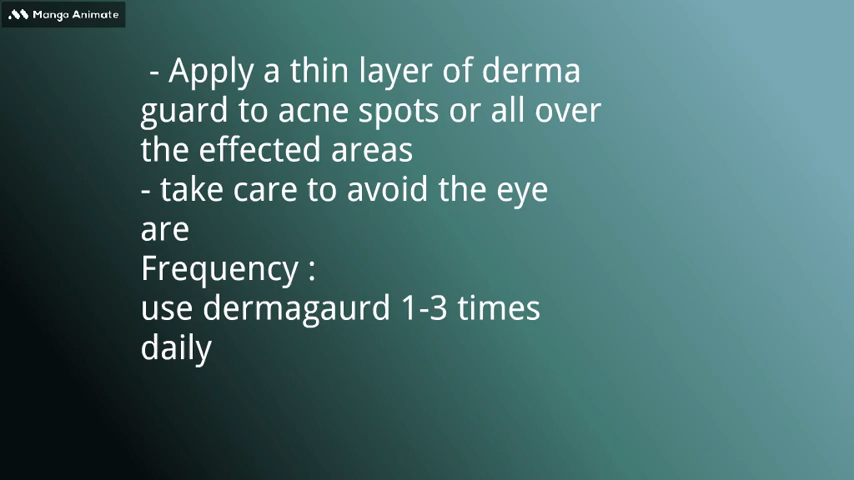 Mango Animate
- Apply a thin layer of derma
guard to acne spots or all over
the effected areas
- take care to avoid the eye
are
Frequency :
use dermagaurd 1-3 times
daily